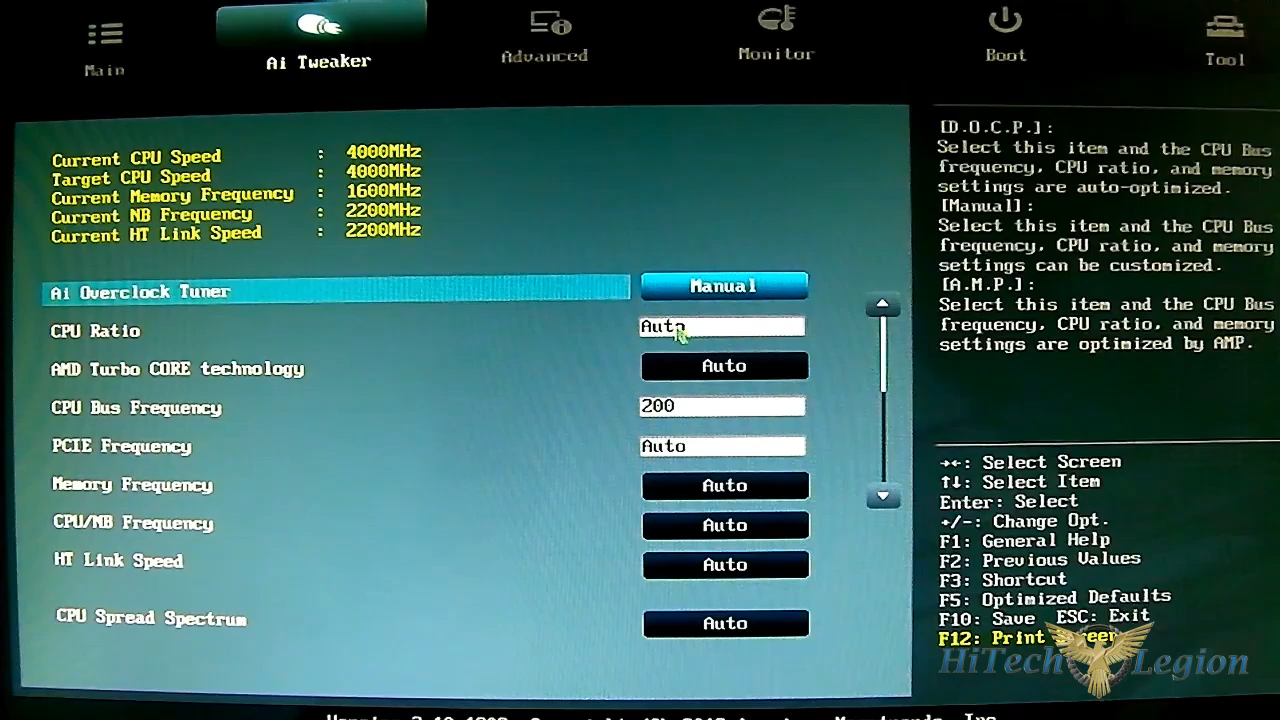 Main
Ai Tweaker
Advanced
Monitor
Boot
Tool
Current CPU Speed : 4000MHz
Target CPU Speed : 4000MHz
Current Memory Frequency : 1600MHz
Current NB Frequency : 2200MHz
Current HT Link Speed : 2200MHz
Ai Overclock Tuner Manual
CPU Ratio Auto
AMD Turbo CORE technology Auto
CPU Bus Frequency 200
PCIE Frequency Auto
Memory Frequency Auto
CPU/NB Frequency Auto
HT Link Speed Auto
CPU Spread Spectrum Auto
[D.O.C.P.]:
Select this item and the CPU Bus
frequency, CPU ratio, and memory
settings are auto-optimized.
[Manual]:
Select this item and the CPU Bus
frequency, CPU ratio, and memory
settings can be customized.
[A.M.P.]:
Select this item and the CPU Bus
frequency, CPU ratio, and memory
settings are optimized by AMP.
→←: Select Screen
↑↓: Select Item
Enter: Select
+/-: Change Opt.
F1: General Help
F2: Previous Values
F3: Shortcut
F5: Optimized Defaults
F10: Save ESC: Exit
F12: Print Screen
HiTech Legion